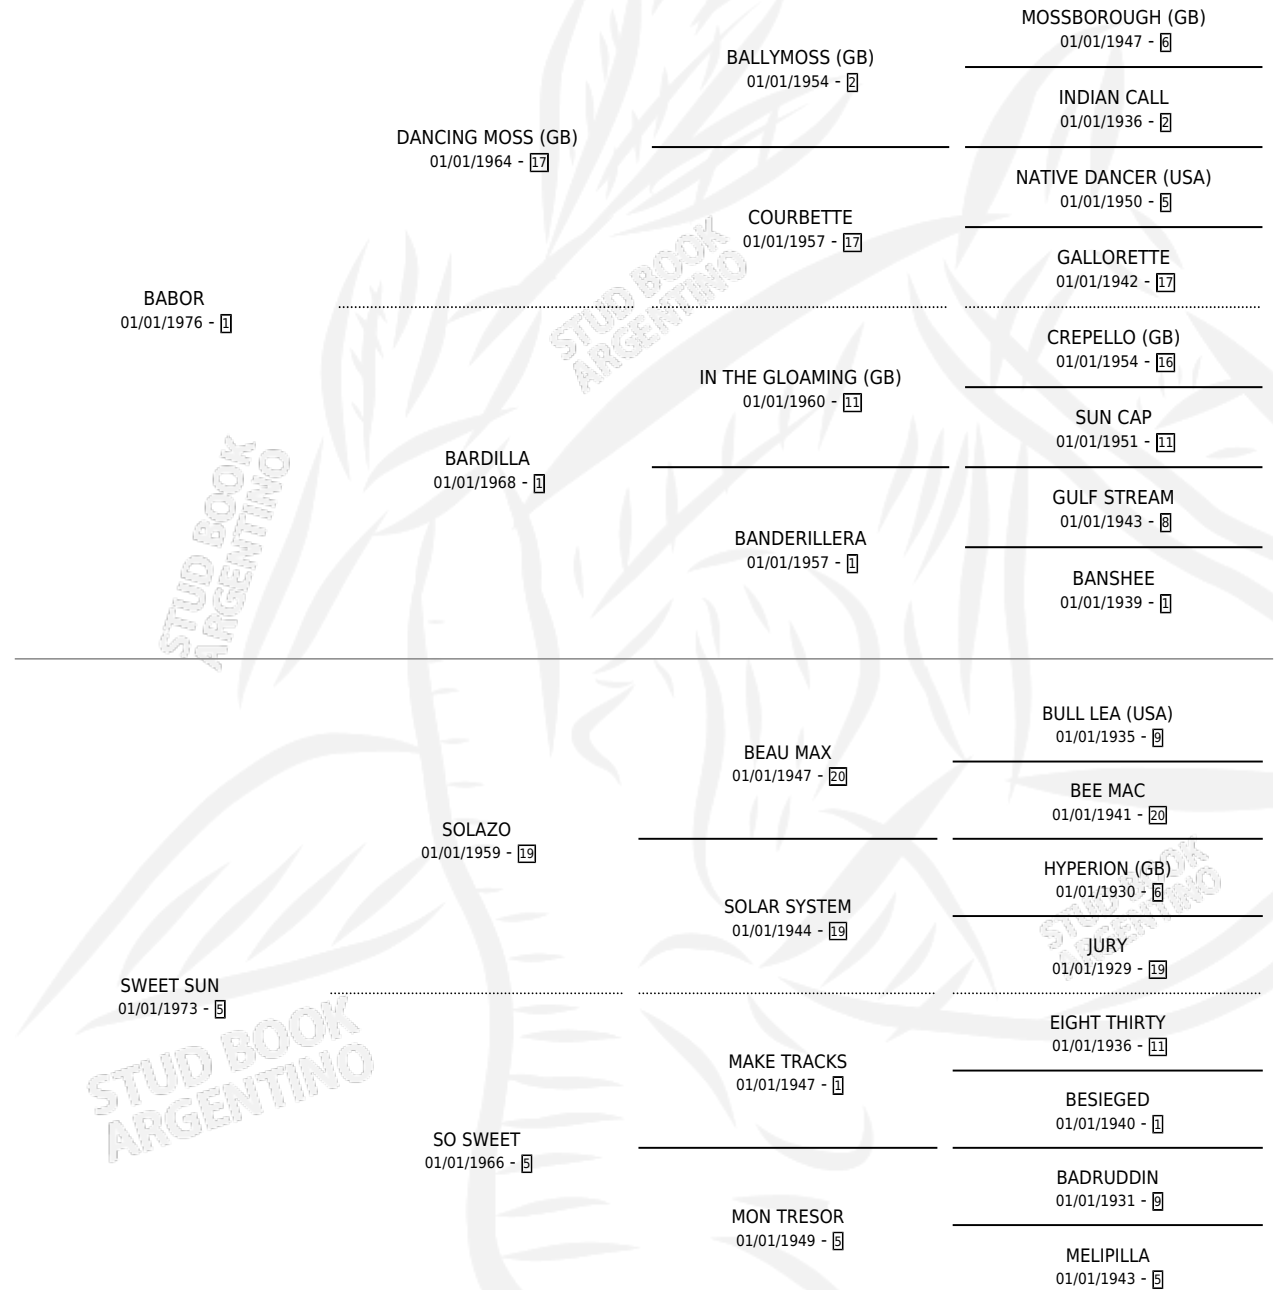 MOSSBOROUGH (GB)
01/01/1947 - 6
BALLYMOSS (GB)
01/01/1954 - 2
INDIAN CALL
01/01/1936 - 2
DANCING MOSS (GB)
01/01/1964 - 17
NATIVE DANCER (USA)
01/01/1950 - 5
COURBETTE
01/01/1957 - 17
GALLORETTE
01/01/1942 - 17
BABOR
01/01/1976 - 1
CREPELLO (GB)
01/01/1954 - 16
IN THE GLOAMING (GB)
01/01/1960 - 11
SUN CAP
01/01/1951 - 11
BARDILLA
01/01/1968 - 1
GULF STREAM
01/01/1943 - 8
BANDERILLERA
01/01/1957 - 1
BANSHEE
01/01/1939 - 1
STUD BOOK
ARGENTINO
STUD BOOK
ARGENTINO
BULL LEA (USA)
01/01/1935 - 9
BEAU MAX
01/01/1947 - 20
BEE MAC
01/01/1941 - 20
SOLAZO
01/01/1959 - 19
HYPERION (GB)
01/01/1930 - 6
SOLAR SYSTEM
01/01/1944 - 19
JURY
01/01/1929 - 19
SWEET SUN
01/01/1973 - 5
EIGHT THIRTY
01/01/1936 - 11
MAKE TRACKS
01/01/1947 - 1
BESIEGED
01/01/1940 - 1
SO SWEET
01/01/1966 - 5
BADRUDDIN
01/01/1931 - 9
MON TRESOR
01/01/1949 - 5
MELIPILLA
01/01/1943 - 5
STUD BOOK
ARGENTINO
STUD BOOK
ARGENTINO